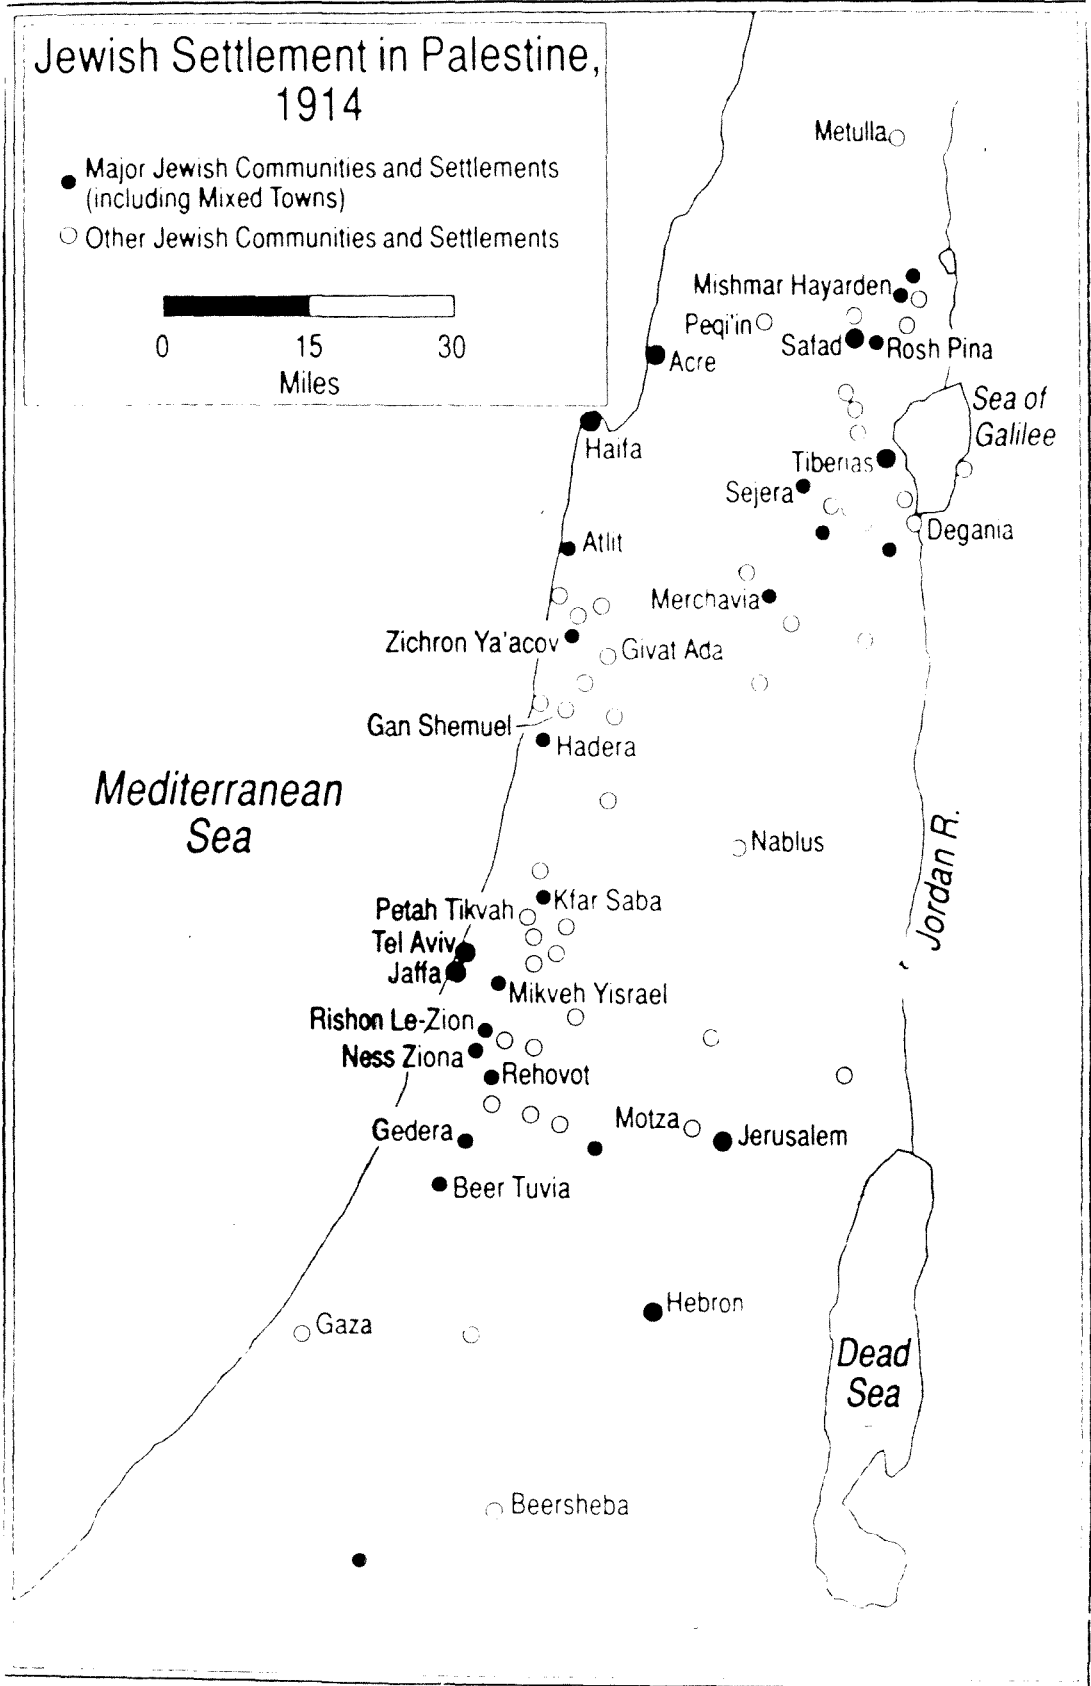 Jewish Settlement in Palestine,
1914
Major Jewish Communities and Settlements
(including Mixed Towns)
Other Jewish Communities and Settlements
0 15 30
Miles
Metulla
Mishmar Hayarden
Peqi'in
Safad
Rosh Pina
Acre
Sea of
Galilee
Haifa
Tiberias
Sejera
Degania
Atlit
Merchavia
Zichron Ya'acov
Givat Ada
Gan Shemuel
Hadera
Mediterranean
Sea
Nablus
Jordan R.
Kfar Saba
Petah Tikvah
Tel Aviv
Jaffa
Mikveh Yisrael
Rishon Le-Zion
Ness Ziona
Rehovot
Motza
Gedera
Jerusalem
Beer Tuvia
Hebron
Gaza
Dead
Sea
Beersheba